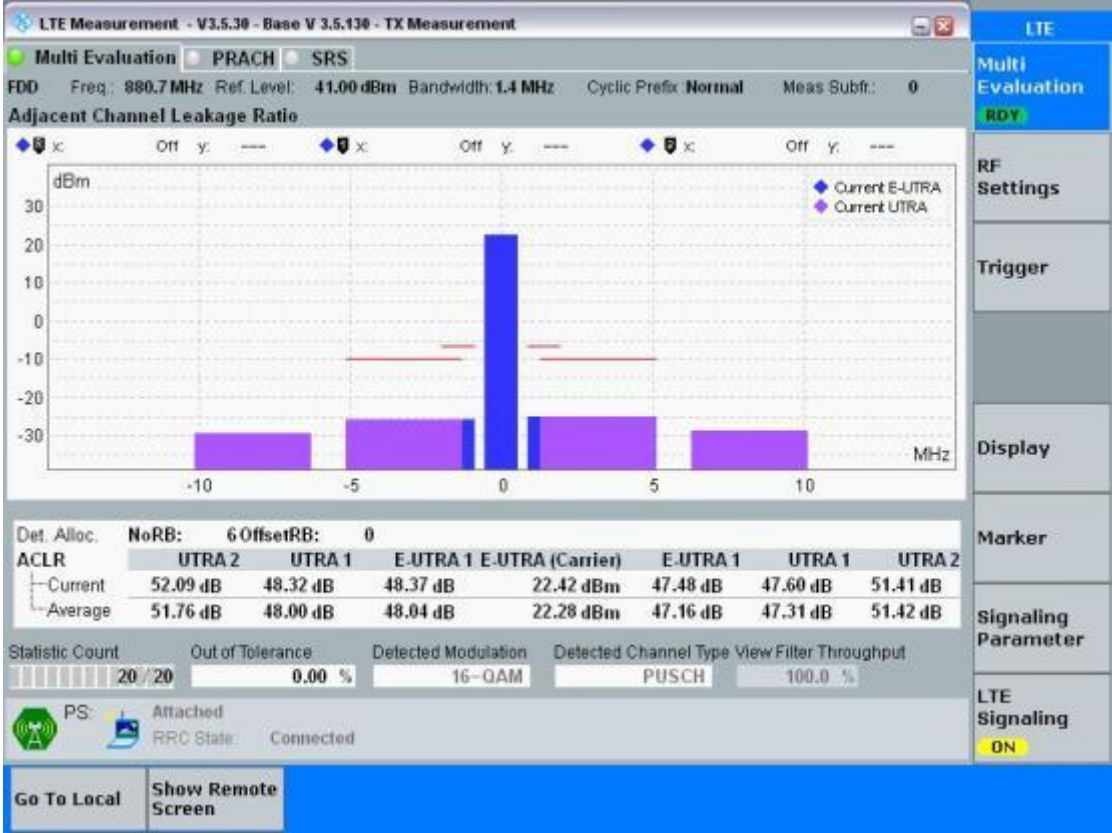 LTE Measurement - V3.5.30 - Base V 3.5.130 - TX Measurement
LTE
Multi Evaluation PRACH SRS
Multi
Evaluation
RDY
FDD Freq.: 880.7 MHz Ref. Level: 41.00 dBm Bandwidth: 1.4 MHz Cyclic Prefix :Normal Meas Subfr.: 0
Adjacent Channel Leakage Ratio
x: Off y: --- x: Off y: --- x: Off y: ---
dBm
Current E-UTRA
Current UTRA
30
20
10
0
-10
-20
-30
MHz
-10 -5 0 5 10
RF
Settings
Trigger
Display
Marker
Signaling
Parameter
LTE
Signaling
ON
Det. Alloc. NoRB: 6 OffsetRB: 0
ACLR UTRA 2 UTRA 1 E-UTRA 1 E-UTRA (Carrier) E-UTRA 1 UTRA 1 UTRA 2
Current 52.09 dB 48.32 dB 48.37 dB 22.42 dBm 47.48 dB 47.60 dB 51.41 dB
Average 51.76 dB 48.00 dB 48.04 dB 22.28 dBm 47.16 dB 47.31 dB 51.42 dB
Statistic Count Out of Tolerance Detected Modulation Detected Channel Type View Filter Throughput
20 / 20 0.00 % 16-QAM PUSCH 100.0 %
PS: Attached
RRC State: Connected
Go To Local
Show Remote
Screen